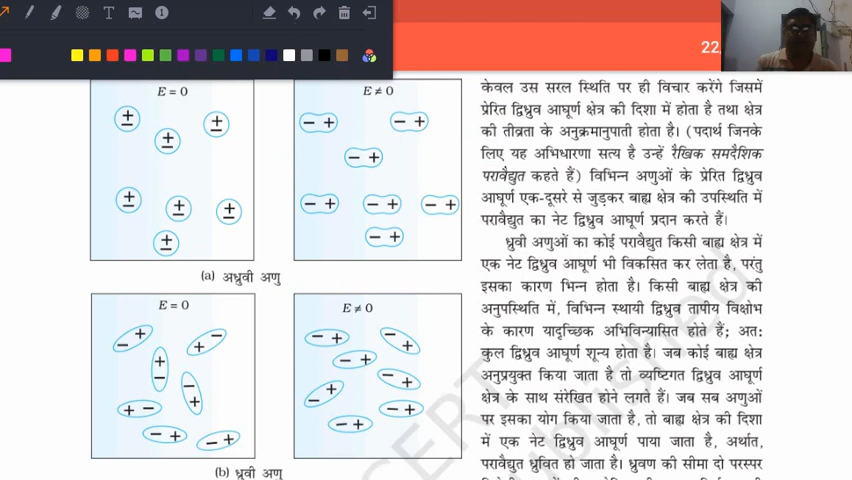 22
E = 0
E ≠ 0
(a) अध्रुवी अणु
E = 0
E ≠ 0
(b) ध्रुवी अणु
केवल उस सरल स्थिति पर ही विचार करेंगे जिसमें
प्रेरित द्विध्रुव आघूर्ण क्षेत्र की दिशा में होता है तथा क्षेत्र
की तीव्रता के अनुक्रमानुपाती होता है। (पदार्थ जिनके
लिए यह अभिधारणा सत्य है उन्हें रैखिक समदैशिक
परावैद्युत कहते हैं) विभिन्न अणुओं के प्रेरित द्विध्रुव
आघूर्ण एक-दूसरे से जुड़कर बाह्य क्षेत्र की उपस्थिति में
परावैद्युत का नेट द्विध्रुव आघूर्ण प्रदान करते हैं।
ध्रुवी अणुओं का कोई परावैद्युत किसी बाह्य क्षेत्र में
एक नेट द्विध्रुव आघूर्ण भी विकसित कर लेता है, परंतु
इसका कारण भिन्न होता है। किसी बाह्य क्षेत्र की
अनुपस्थिति में, विभिन्न स्थायी द्विध्रुव तापीय विक्षोभ
के कारण यादृच्छिक अभिविन्यासित होते हैं; अत:
कुल द्विध्रुव आघूर्ण शून्य होता है। जब कोई बाह्य क्षेत्र
अनुप्रयुक्त किया जाता है तो व्यष्टिगत द्विध्रुव आघूर्ण
क्षेत्र के साथ संरेखित होने लगते हैं। जब सब अणुओं
पर इसका योग किया जाता है, तो बाह्य क्षेत्र की दिशा
में एक नेट द्विध्रुव आघूर्ण पाया जाता है, अर्थात,
परावैद्युत ध्रुवित हो जाता है। ध्रुवण की सीमा दो परस्पर